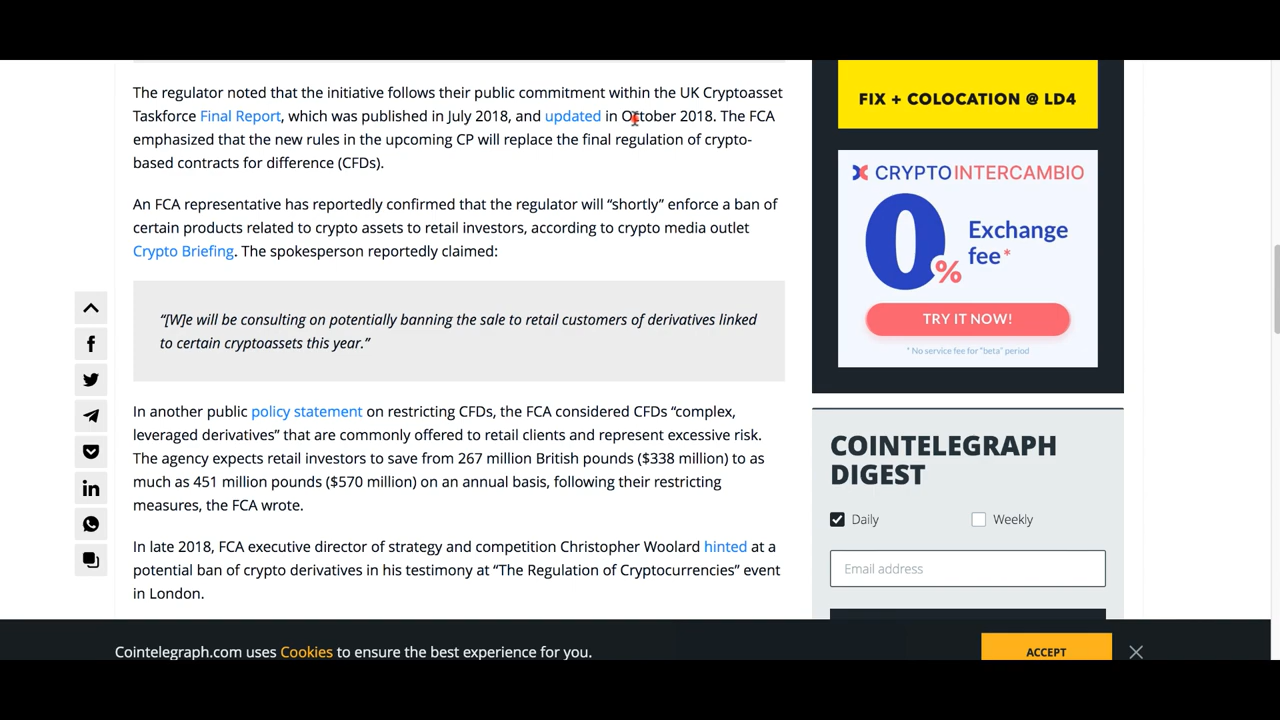 The regulator noted that the initiative follows their public commitment within the UK Cryptoasset
Taskforce Final Report, which was published in July 2018, and updated in October 2018. The FCA
emphasized that the new rules in the upcoming CP will replace the final regulation of crypto-
based contracts for difference (CFDs).
An FCA representative has reportedly confirmed that the regulator will “shortly” enforce a ban of
certain products related to crypto assets to retail investors, according to crypto media outlet
Crypto Briefing. The spokesperson reportedly claimed:
“[W]e will be consulting on potentially banning the sale to retail customers of derivatives linked
to certain cryptoassets this year.”
In another public policy statement on restricting CFDs, the FCA considered CFDs “complex,
leveraged derivatives” that are commonly offered to retail clients and represent excessive risk.
The agency expects retail investors to save from 267 million British pounds ($338 million) to as
much as 451 million pounds ($570 million) on an annual basis, following their restricting
measures, the FCA wrote.
In late 2018, FCA executive director of strategy and competition Christopher Woolard hinted at a
potential ban of crypto derivatives in his testimony at “The Regulation of Cryptocurrencies” event
in London.
FIX + COLOCATION @ LD4
CRYPTOINTERCAMBIO
0%
Exchange
fee*
TRY IT NOW!
* No service fee for "beta" period
COINTELEGRAPH
DIGEST
Daily
Weekly
Email address
Cointelegraph.com uses Cookies to ensure the best experience for you.
ACCEPT